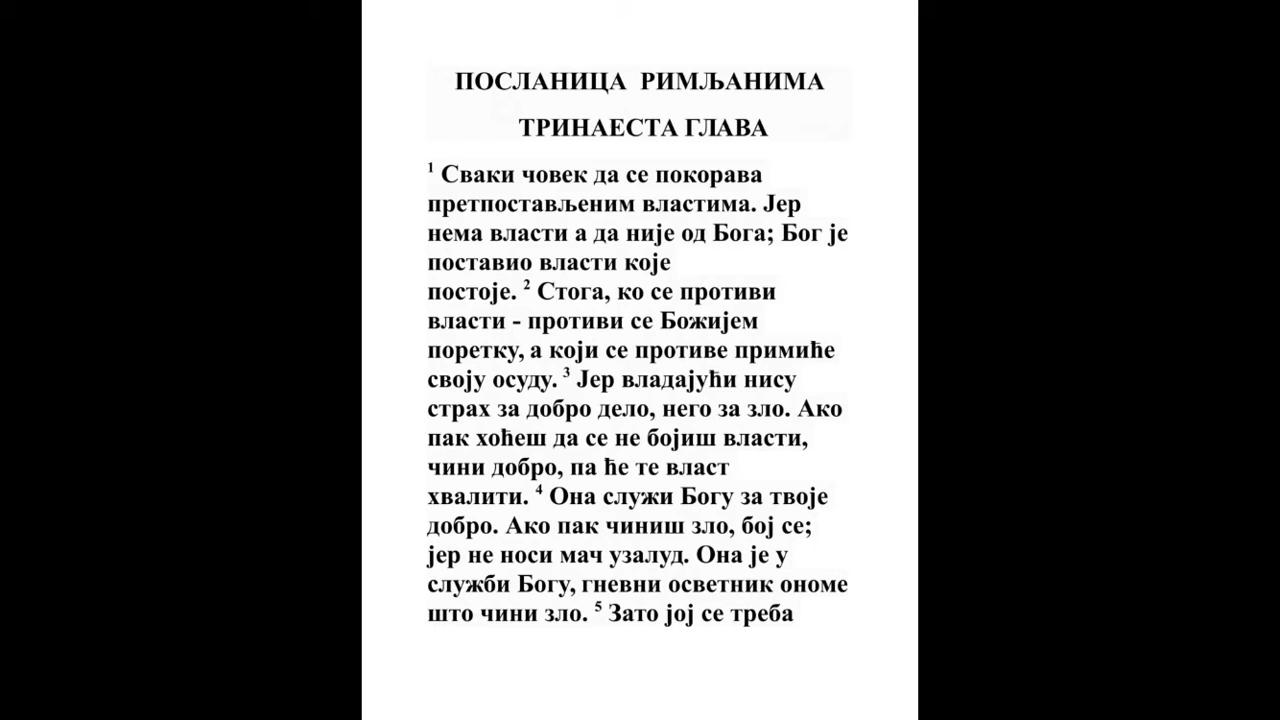 ПОСЛАНИЦА РИМЉАНИМА
ТРИНАЕСТА ГЛАВА
¹ Сваки човек да се покорава
претпостављеним властима. Јер
нема власти а да није од Бога; Бог је
поставио власти које
постоје. ² Стога, ко се противи
власти - противи се Божијем
поретку, а који се противе примиће
своју осуду. ³ Јер владајући нису
страх за добро дело, него за зло. Ако
пак хоћеш да се не бојиш власти,
чини добро, па ће те власт
хвалити. ⁴ Она служи Богу за твоје
добро. Ако пак чиниш зло, бој се;
јер не носи мач узалуд. Она је у
служби Богу, гневни осветник ономе
што чини зло. ⁵ Зато јој се треба